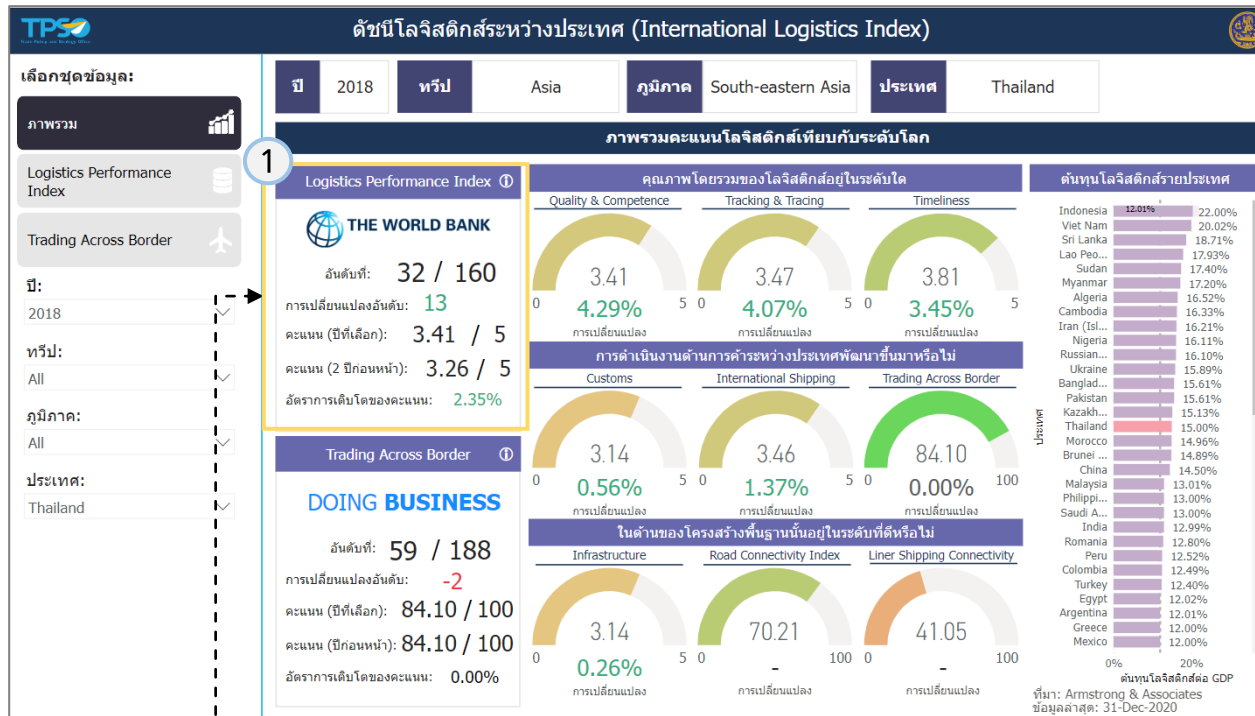 TPSO
Trade Policy and Strategy Office
ดัชนีโลจิสติกส์ระหว่างประเทศ (International Logistics Index)
เลือกชุดข้อมูล:
ภาพรวม
Logistics Performance
Index
Trading Across Border
ปี:
2018
ทวีป:
All
ภูมิภาค:
All
ประเทศ:
Thailand
ปี 2018 ทวีป Asia ภูมิภาค South-eastern Asia ประเทศ Thailand
ภาพรวมคะแนนโลจิสติกส์เทียบกับระดับโลก
1
Logistics Performance Index
THE WORLD BANK
อันดับที่: 32 / 160
การเปลี่ยนแปลงอันดับ: 13
คะแนน (ปีที่เลือก): 3.41 / 5
คะแนน (2 ปีก่อนหน้า): 3.26 / 5
อัตราการเติบโตของคะแนน: 2.35%
Trading Across Border
DOING BUSINESS
อันดับที่: 59 / 188
การเปลี่ยนแปลงอันดับ: -2
คะแนน (ปีที่เลือก): 84.10 / 100
คะแนน (ปีก่อนหน้า): 84.10 / 100
อัตราการเติบโตของคะแนน: 0.00%
คุณภาพโดยรวมของโลจิสติกส์อยู่ในระดับใด
Quality & Competence Tracking & Tracing Timeliness
3.41 3.47 3.81
0 5 0 5 0 5
4.29% 4.07% 3.45%
การเปลี่ยนแปลง การเปลี่ยนแปลง การเปลี่ยนแปลง
การดำเนินงานด้านการค้าระหว่างประเทศพัฒนาขึ้นมาหรือไม่
Customs International Shipping Trading Across Border
3.14 3.46 84.10
0 5 0 5 0 100
0.56% 1.37% 0.00%
การเปลี่ยนแปลง การเปลี่ยนแปลง การเปลี่ยนแปลง
ในด้านของโครงสร้างพื้นฐานนั้นอยู่ในระดับที่ดีหรือไม่
Infrastructure Road Connectivity Index Liner Shipping Connectivity
3.14 70.21 41.05
0 5 0 100 0 100
0.26% - -
การเปลี่ยนแปลง การเปลี่ยนแปลง การเปลี่ยนแปลง
ต้นทุนโลจิสติกส์รายประเทศ
12.01%
Indonesia 22.00%
Viet Nam 20.02%
Sri Lanka 18.71%
Lao Peo... 17.93%
Sudan 17.40%
Myanmar 17.20%
Algeria 16.52%
Cambodia 16.33%
Iran (Isl... 16.21%
Nigeria 16.11%
Russian... 16.10%
Ukraine 15.89%
Banglad... 15.61%
Pakistan 15.61%
Kazakh... 15.13%
Thailand 15.00%
Morocco 14.96%
Brunei ... 14.89%
China 14.50%
Malaysia 13.01%
Philippi... 13.00%
Saudi A... 13.00%
India 12.99%
Romania 12.80%
Peru 12.52%
Colombia 12.49%
Turkey 12.40%
Egypt 12.02%
Argentina 12.01%
Greece 12.00%
Mexico 12.00%
ประเทศ
0% 20%
ต้นทุนโลจิสติกส์ต่อ GDP
ที่มา: Armstrong & Associates
ข้อมูลล่าสุด: 31-Dec-2020